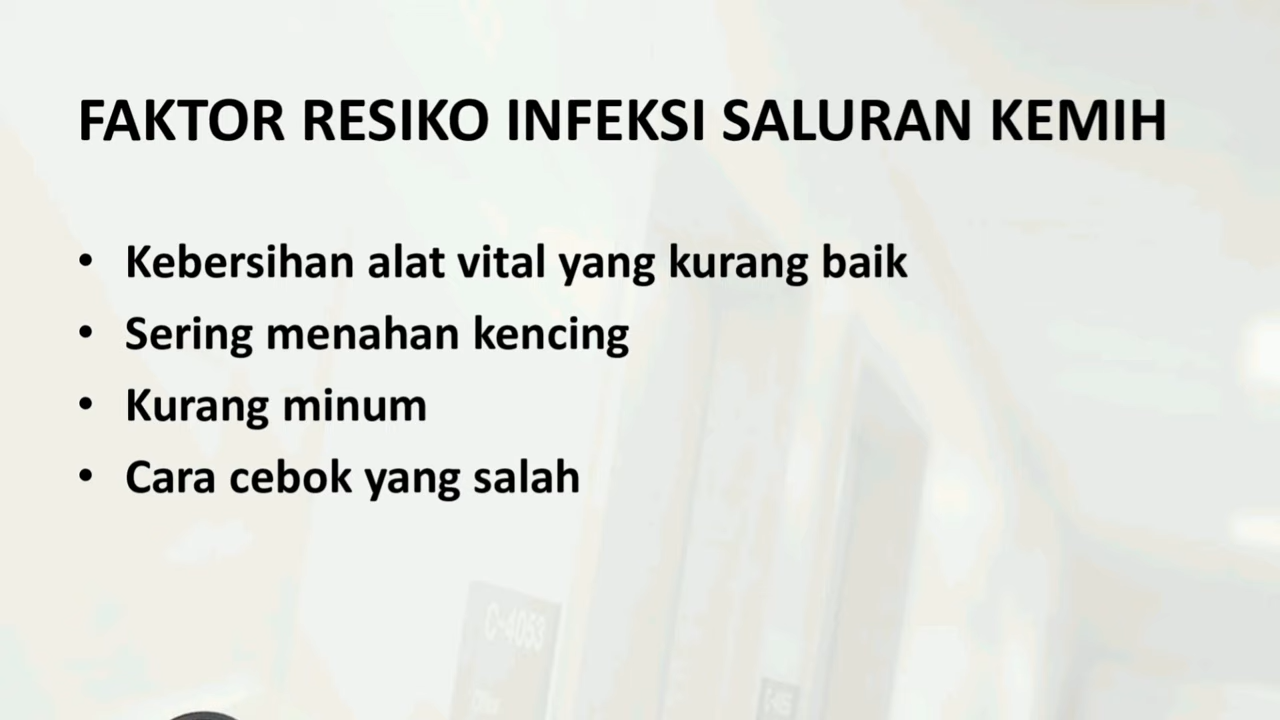 FAKTOR RESIKO INFEKSI SALURAN KEMIH
• Kebersihan alat vital yang kurang baik
• Sering menahan kencing
• Kurang minum
• Cara cebok yang salah
C-4053